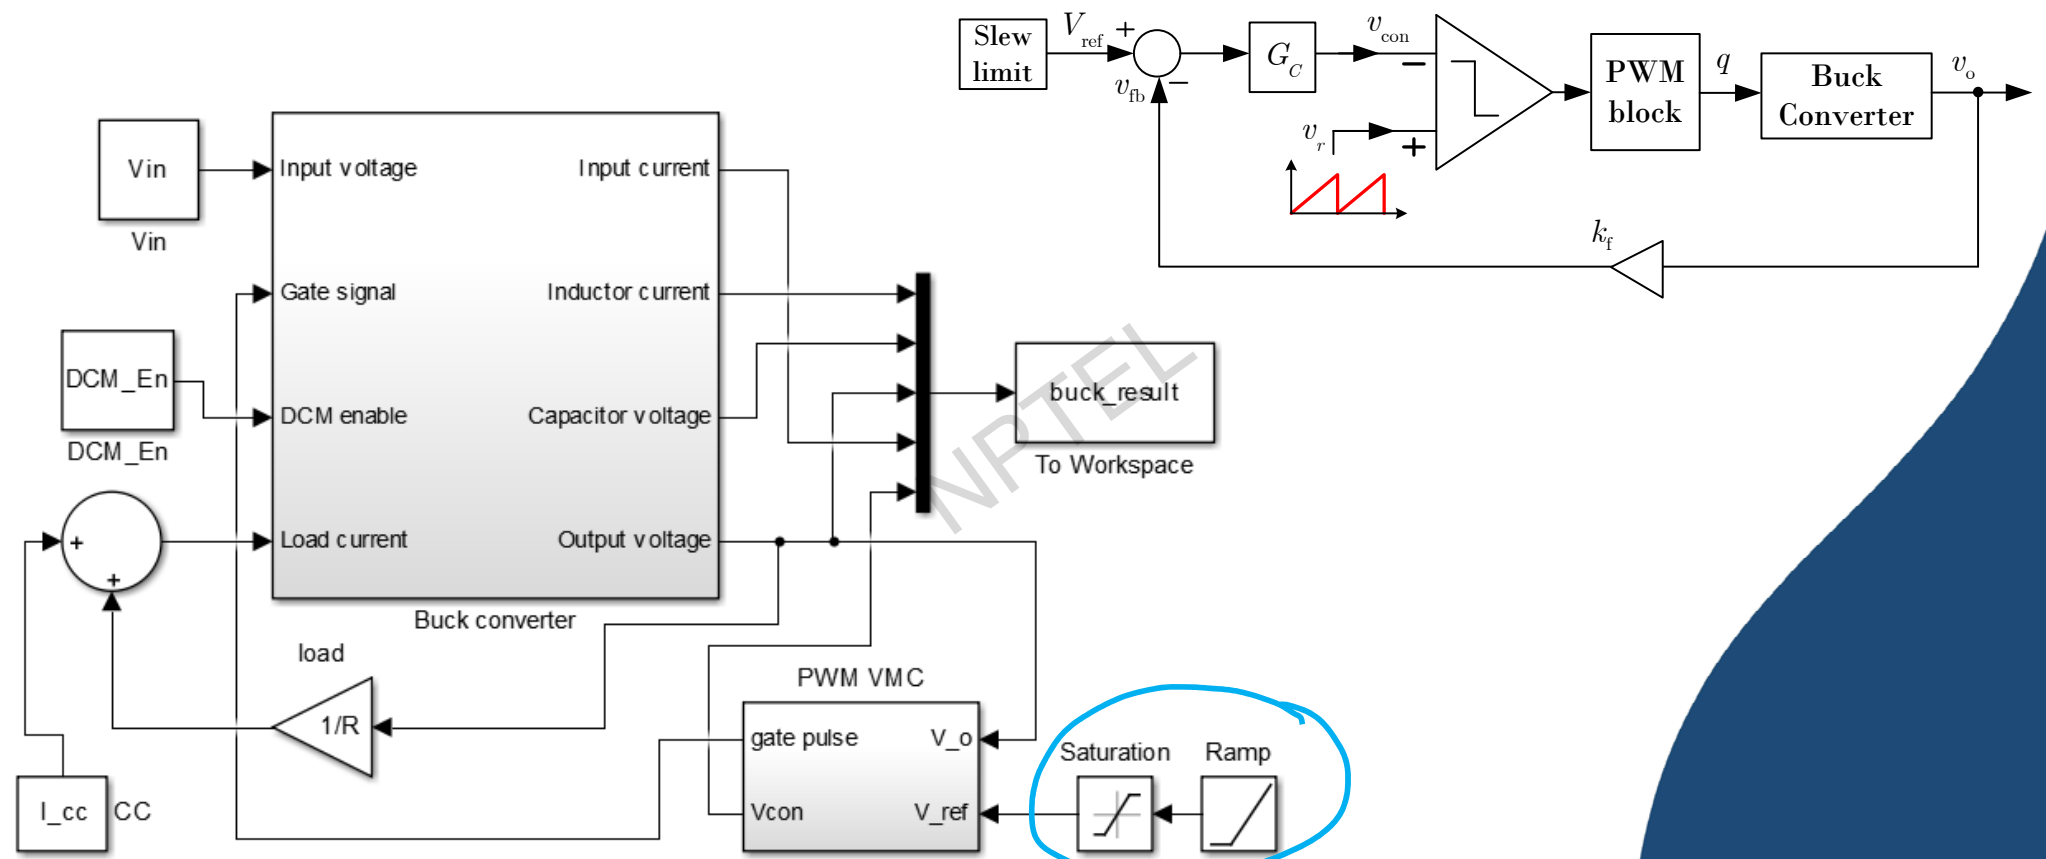 Slew
limit
V_ref
+
−
v_fb
G_C
v_con
−
v_r
+
PWM
block
q
Buck
Converter
v_o
k_f
Vin
Vin
Input voltage
Input current
Gate signal
Inductor current
DCM_En
DCM_En
DCM enable
Capacitor voltage
buck_result
To Workspace
+
+
Load current
Output voltage
Buck converter
load
1/R
I_cc
CC
PWM VMC
gate pulse
V_o
Vcon
V_ref
Saturation
Ramp
NPTEL